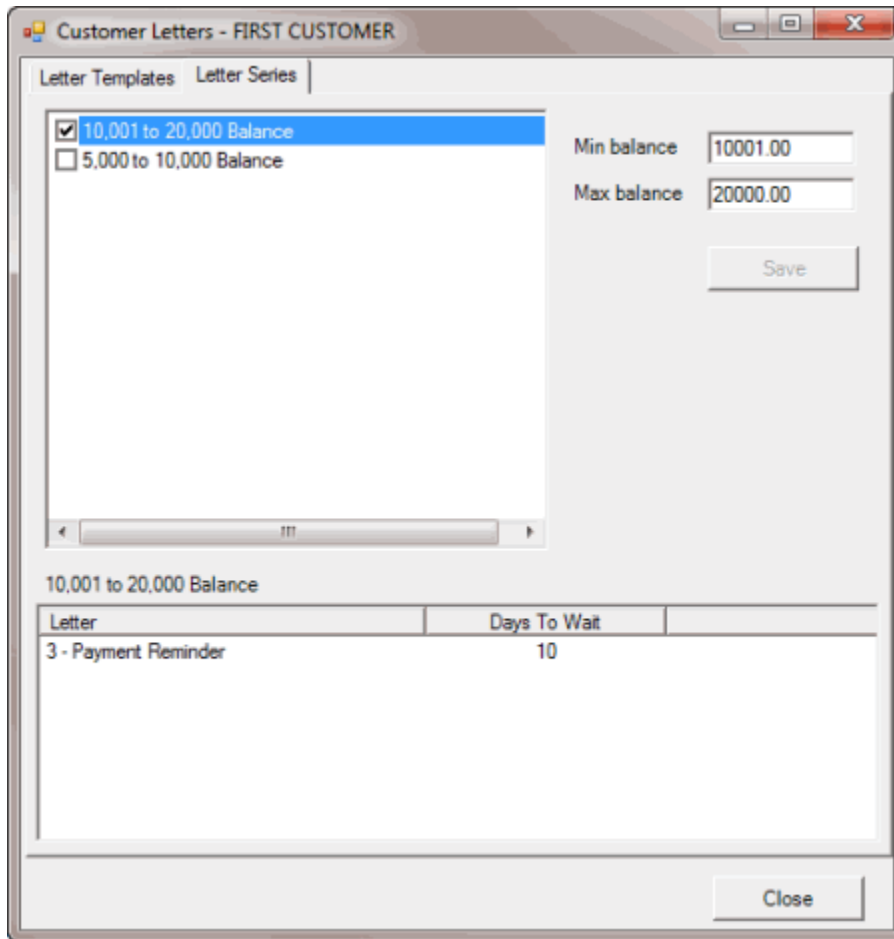 Customer Letters - FIRST CUSTOMER
Letter Templates Letter Series
10,001 to 20,000 Balance
5,000 to 10,000 Balance
Min balance 10001.00
Max balance 20000.00
Save
10,001 to 20,000 Balance
Letter Days To Wait
3 - Payment Reminder 10
Close